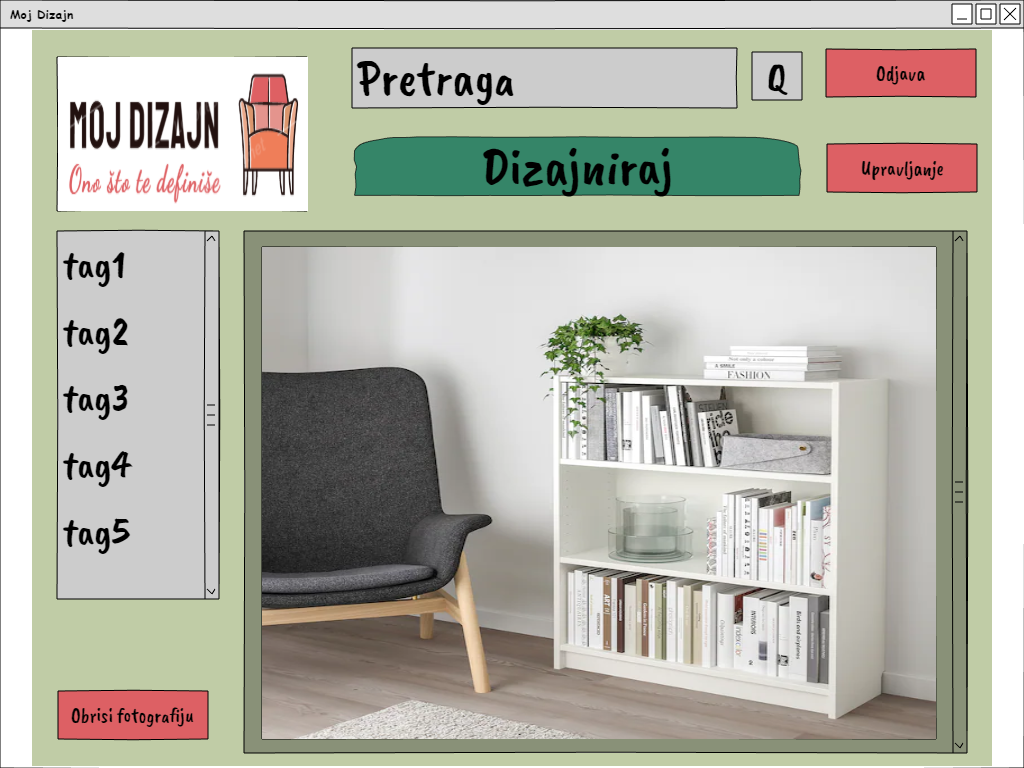 Moj Dizajn
MOJ DIZAJN
Ono što te definiše
Pretraga
Q
Odjava
Dizajniraj
Upravljanje
tag1
tag2
tag3
tag4
tag5
FASHION
Obrisi fotografiju